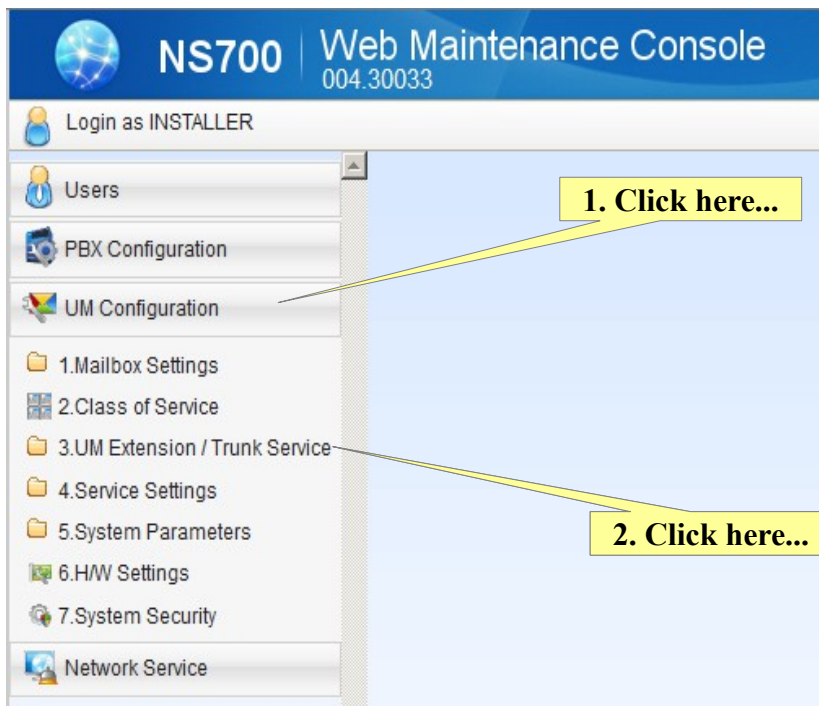 NS700 Web Maintenance Console
004.30033
Login as INSTALLER
Users
1. Click here...
PBX Configuration
UM Configuration
1.Mailbox Settings
2.Class of Service
3.UM Extension / Trunk Service
4.Service Settings
5.System Parameters
2. Click here...
6.H/W Settings
7.System Security
Network Service